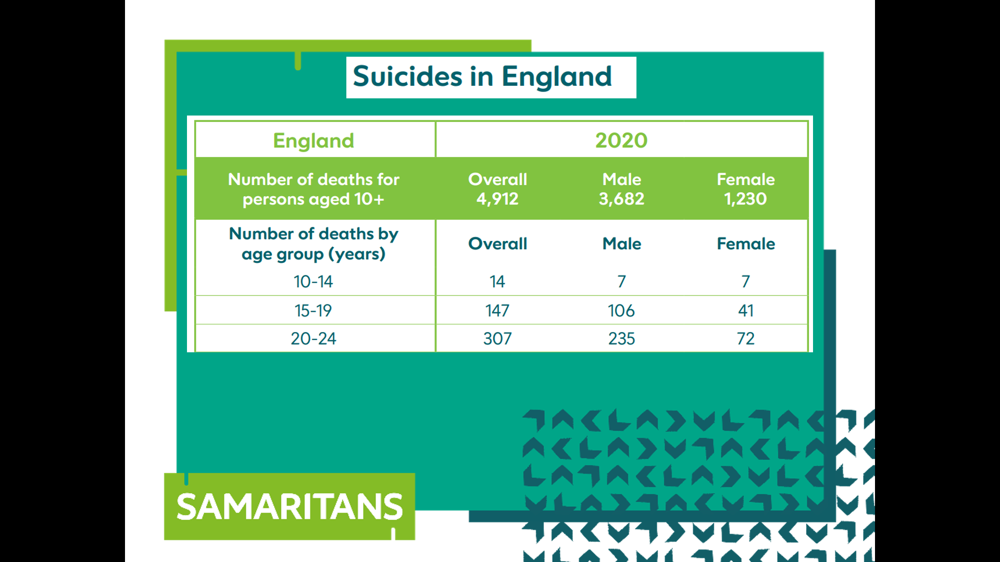 Suicides in England
England 2020
Number of deaths for persons aged 10+ Overall 4,912 Male 3,682 Female 1,230
Number of deaths by age group (years) Overall Male Female
10-14 14 7 7
15-19 147 106 41
20-24 307 235 72
SAMARITANS